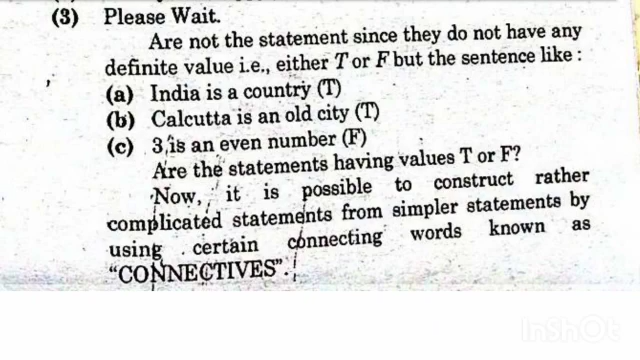 (3) Please Wait.
Are not the statement since they do not have any
definite value i.e., either T or F but the sentence like :
(a) India is a country (T)
(b) Calcutta is an old city (T)
(c) 3 is an even number (F)
Are the statements having values T or F?
Now, it is possible to construct rather
complicated statements from simpler statements by
using certain connecting words known as
"CONNECTIVES".
InShOt